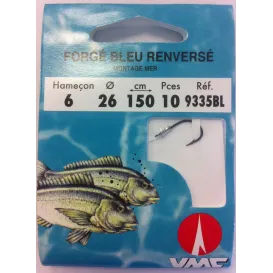 FORGÉ BLEU RENVERSÉ
MONTAGE MER
Hameçon Ø cm Pces Réf.
6 26 150 10 9335BL
VMC